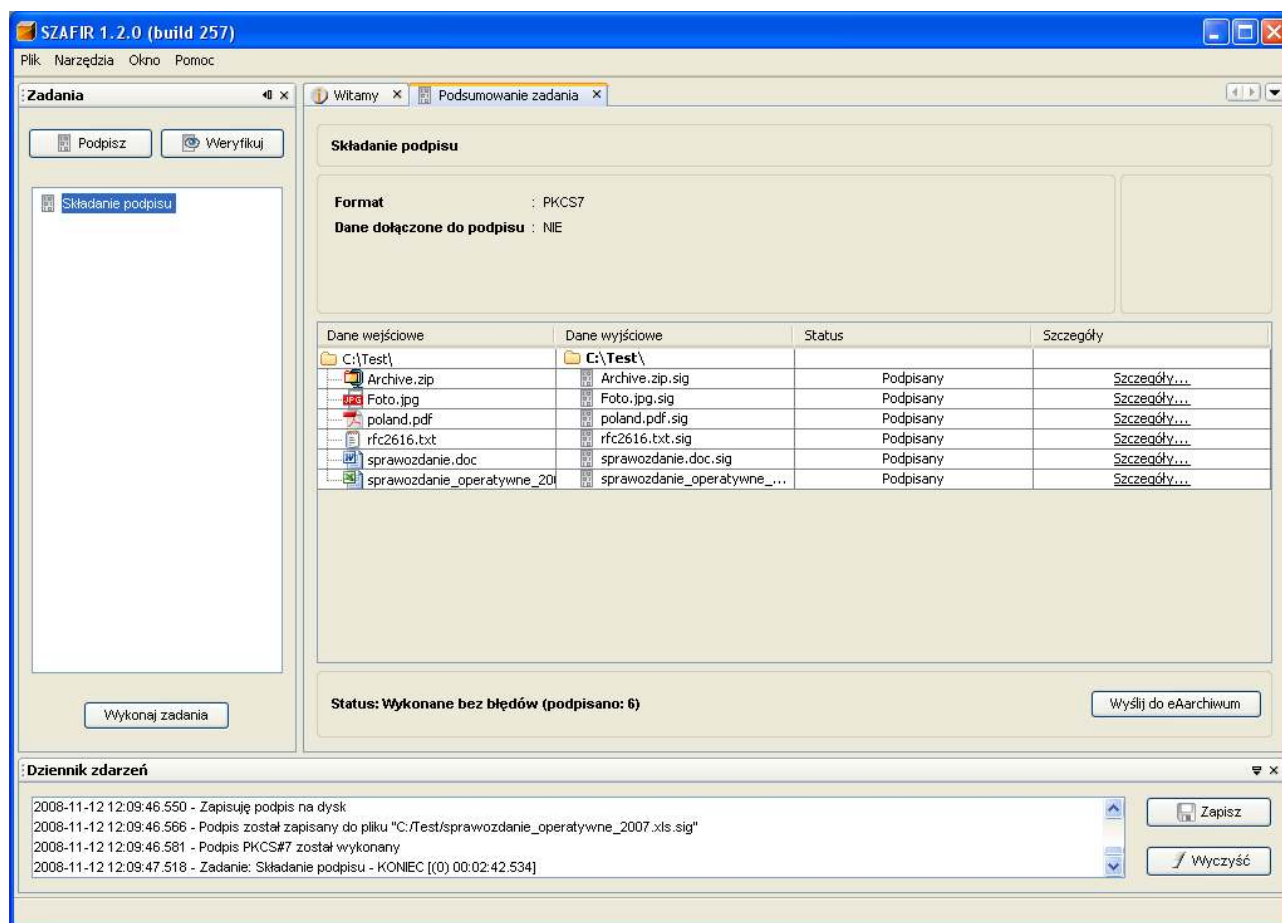 SZAFIR 1.2.0 (build 257)
Plik Narzędzia Okno Pomoc
Zadania
Podpisz Weryfikuj
Składanie podpisu
Wykonaj zadania
Witamy Podsumowanie zadania
Składanie podpisu
Format : PKCS7
Dane dołączone do podpisu : NIE
Dane wejściowe Dane wyjściowe Status Szczegóły
C:\Test\ C:\Test\
Archive.zip Archive.zip.sig Podpisany Szczegóły...
Foto.jpg Foto.jpg.sig Podpisany Szczegóły...
poland.pdf poland.pdf.sig Podpisany Szczegóły...
rfc2616.txt rfc2616.txt.sig Podpisany Szczegóły...
sprawozdanie.doc sprawozdanie.doc.sig Podpisany Szczegóły...
sprawozdanie_operatywne_20 sprawozdanie_operatywne_... Podpisany Szczegóły...
Status: Wykonane bez błędów (podpisano: 6) Wyślij do eAarchiwum
Dziennik zdarzeń
2008-11-12 12:09:46.550 - Zapisuję podpis na dysk
2008-11-12 12:09:46.566 - Podpis został zapisany do pliku "C:/Test/sprawozdanie_operatywne_2007.xls.sig"
2008-11-12 12:09:46.581 - Podpis PKCS#7 został wykonany
2008-11-12 12:09:47.518 - Zadanie: Składanie podpisu - KONIEC [(0) 00:02:42.534]
Zapisz
Wyczyść